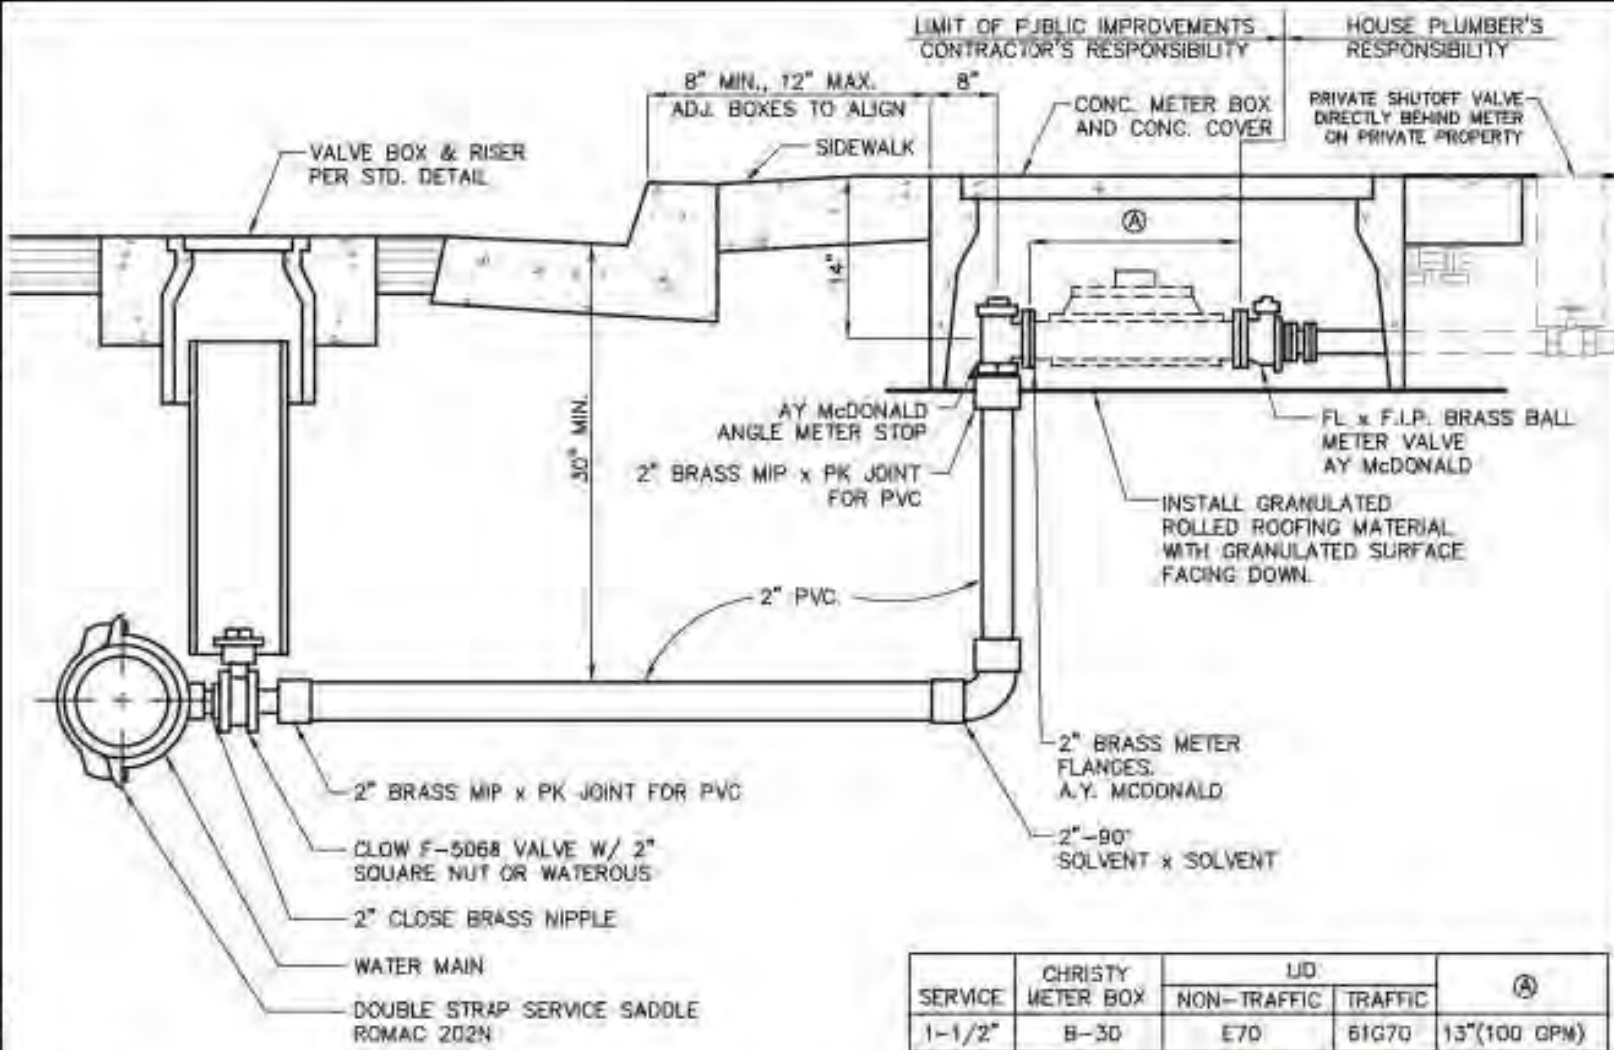 LIMIT OF PUBLIC IMPROVEMENTS
CONTRACTOR'S RESPONSIBILITY
HOUSE PLUMBER'S
RESPONSIBILITY
8" MIN., 12" MAX.
ADJ. BOXES TO ALIGN
8"
CONC. METER BOX
AND CONC. COVER
PRIVATE SHUTOFF VALVE
DIRECTLY BEHIND METER
ON PRIVATE PROPERTY
VALVE BOX & RISER
PER STD. DETAIL
SIDEWALK
A
14"
30" MIN.
AY McDONALD
ANGLE METER STOP
2" BRASS MIP x PK JOINT
FOR PVC
FL x F.I.P. BRASS BALL
METER VALVE
AY McDONALD
INSTALL GRANULATED
ROLLED ROOFING MATERIAL
WITH GRANULATED SURFACE
FACING DOWN.
2" PVC.
2" BRASS METER
FLANGES.
A.Y. MCDONALD
2" BRASS MIP x PK JOINT FOR PVC
2"-90°
SOLVENT x SOLVENT
CLOW F-5068 VALVE W/ 2"
SQUARE NUT OR WATEROUS
2" CLOSE BRASS NIPPLE
WATER MAIN
DOUBLE STRAP SERVICE SADDLE
ROMAC 202N
SERVICE CHRISTY METER BOX LID A
NON-TRAFFIC TRAFFIC
1-1/2" B-30 E70 61G70 13"(100 GPM)